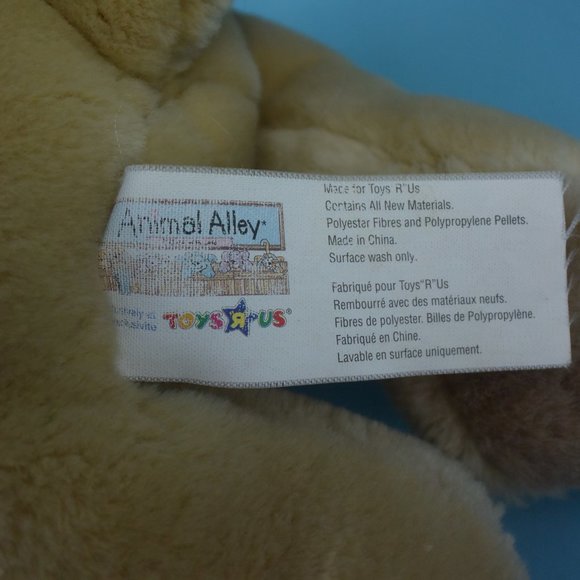 Animal Alley
TOYS R US
Made for Toys "R" Us
Contains All New Materials.
Polyestar Fibres and Polypropylene Pellets.
Made in China.
Surface wash only.
Fabriqué pour Toys"R"Us
Rembourré avec des matériaux neufs.
Fibres de polyester. Billes de Polypropylène.
Fabriqué en Chine.
Lavable en surface uniquement.